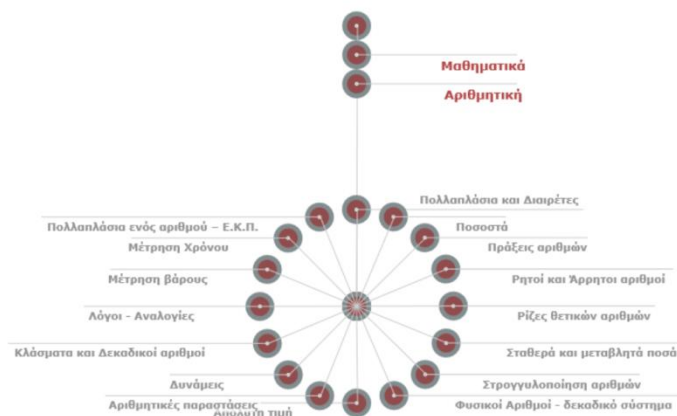 Μαθηματικά
Αριθμητική
Πολλαπλάσια και Διαιρέτες
Πολλαπλάσια ενός αριθμού – Ε.Κ.Π.
Ποσοστά
Μέτρηση Χρόνου
Πράξεις αριθμών
Μέτρηση βάρους
Ρητοί και Άρρητοι αριθμοί
Λόγοι - Αναλογίες
Ρίζες θετικών αριθμών
Κλάσματα και Δεκαδικοί αριθμοί
Σταθερά και μεταβλητά ποσά
Δυνάμεις
Στρογγυλοποίηση αριθμών
Αριθμητικές παραστάσεις
Φυσικοί Αριθμοί - δεκαδικό σύστημα
Απόλυτη τιμή